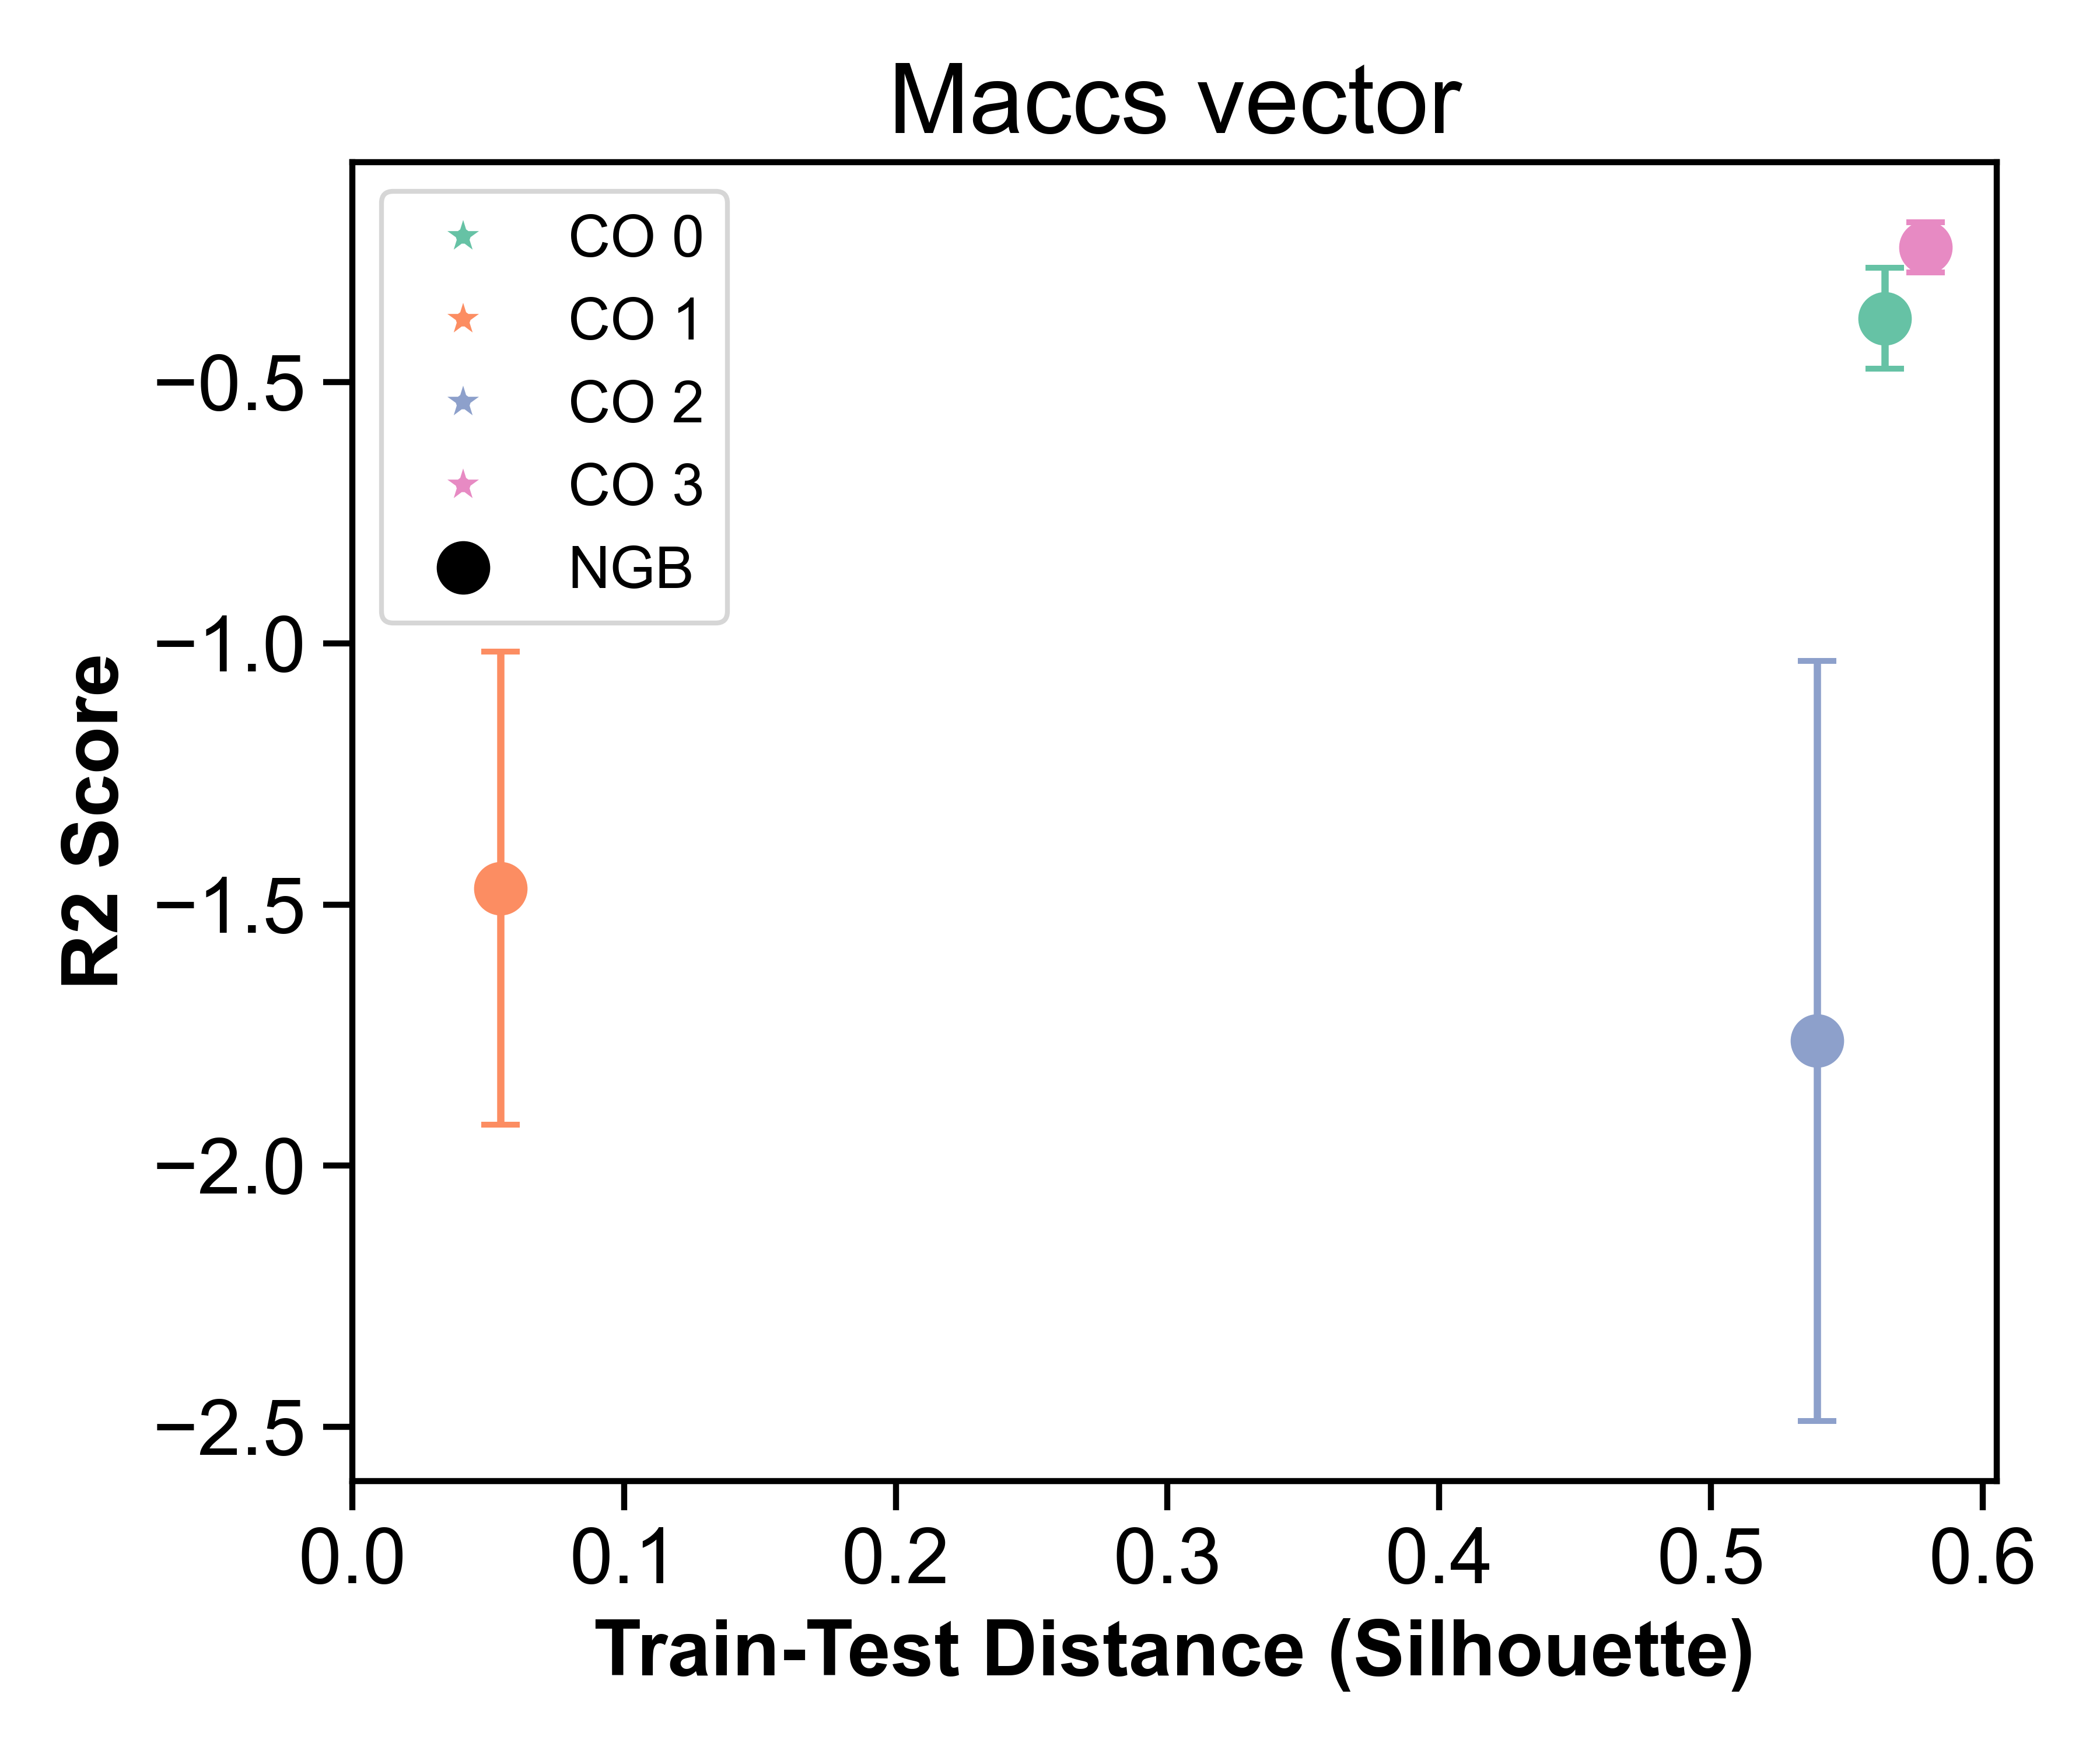 Maccs vector
CO 0
CO 1
CO 2
CO 3
NGB
R2 Score
−0.5
−1.0
−1.5
−2.0
−2.5
0.0 0.1 0.2 0.3 0.4 0.5 0.6
Train-Test Distance (Silhouette)